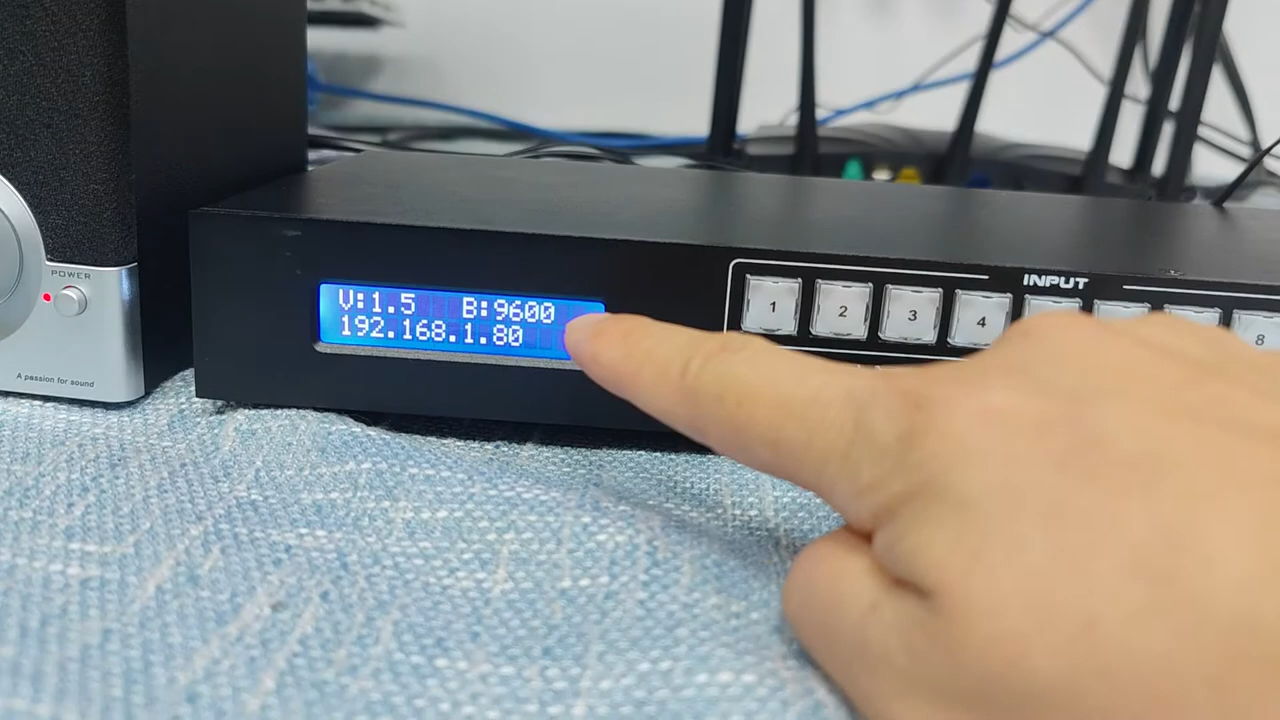 POWER
A passion for sound
V:1.5 B:9600
192.168.1.80
INPUT
1
2
3
4
8